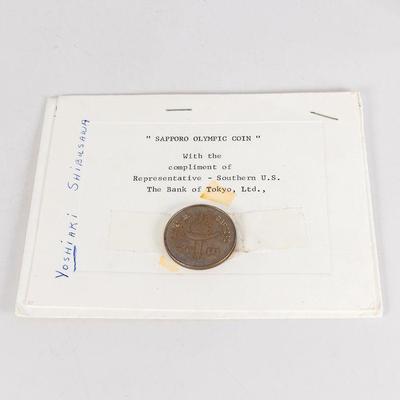 " SAPPORO OLYMPIC COIN "
With the
compliment of
Representative - Southern U.S.
The Bank of Tokyo, Ltd.,
YOSHIAKI SHIBUSAWA